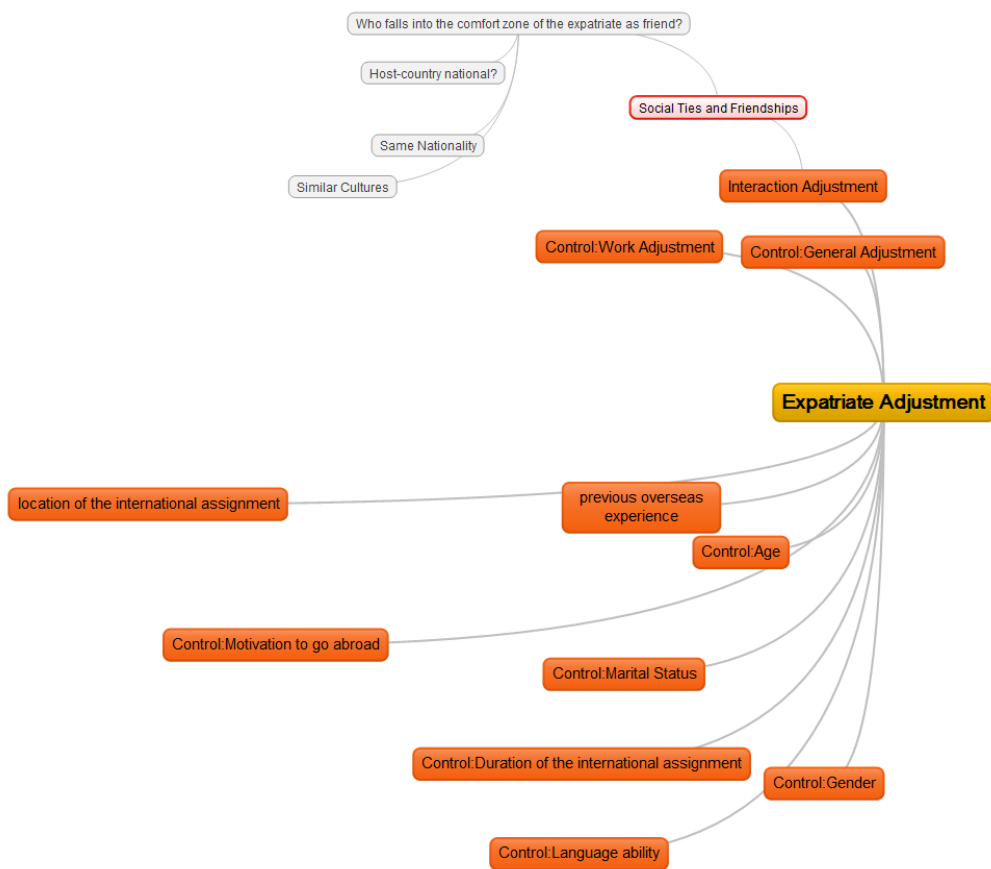 Who falls into the comfort zone of the expatriate as friend?
Host-country national?
Social Ties and Friendships
Same Nationality
Similar Cultures
Interaction Adjustment
Control:Work Adjustment
Control:General Adjustment
Expatriate Adjustment
location of the international assignment
previous overseas
experience
Control:Age
Control:Motivation to go abroad
Control:Marital Status
Control:Duration of the international assignment
Control:Gender
Control:Language ability